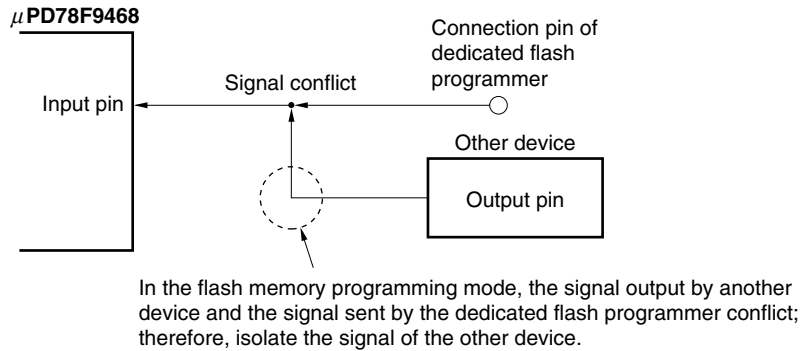 μPD78F9468
Connection pin of
dedicated flash
programmer
Signal conflict
Input pin
Other device
Output pin
In the flash memory programming mode, the signal output by another
device and the signal sent by the dedicated flash programmer conflict;
therefore, isolate the signal of the other device.